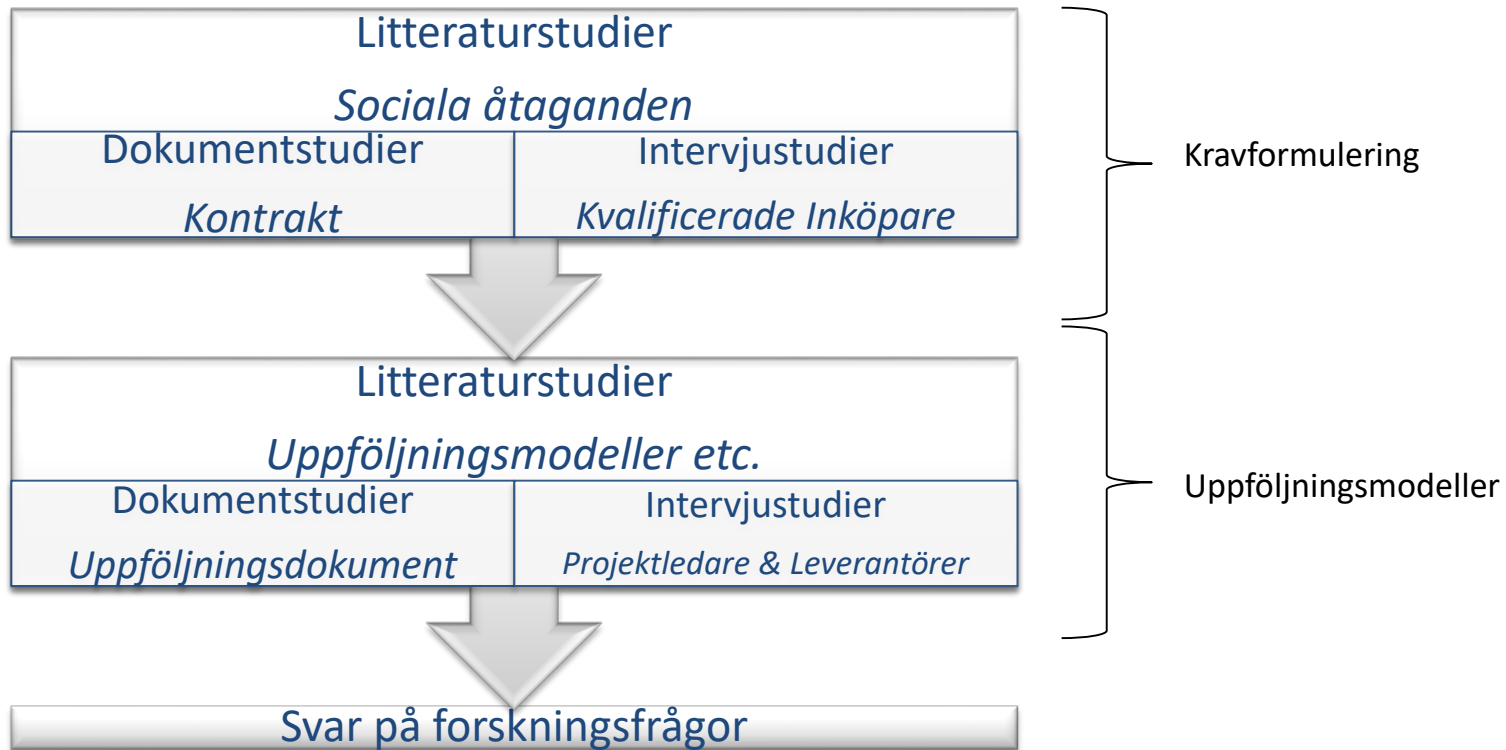 Litteraturstudier
Sociala åtaganden
Dokumentstudier
Kontrakt
Intervjustudier
Kvalificerade Inköpare
Kravformulering
Litteraturstudier
Uppföljningsmodeller etc.
Dokumentstudier
Uppföljningsdokument
Intervjustudier
Projektledare & Leverantörer
Uppföljningsmodeller
Svar på forskningsfrågor